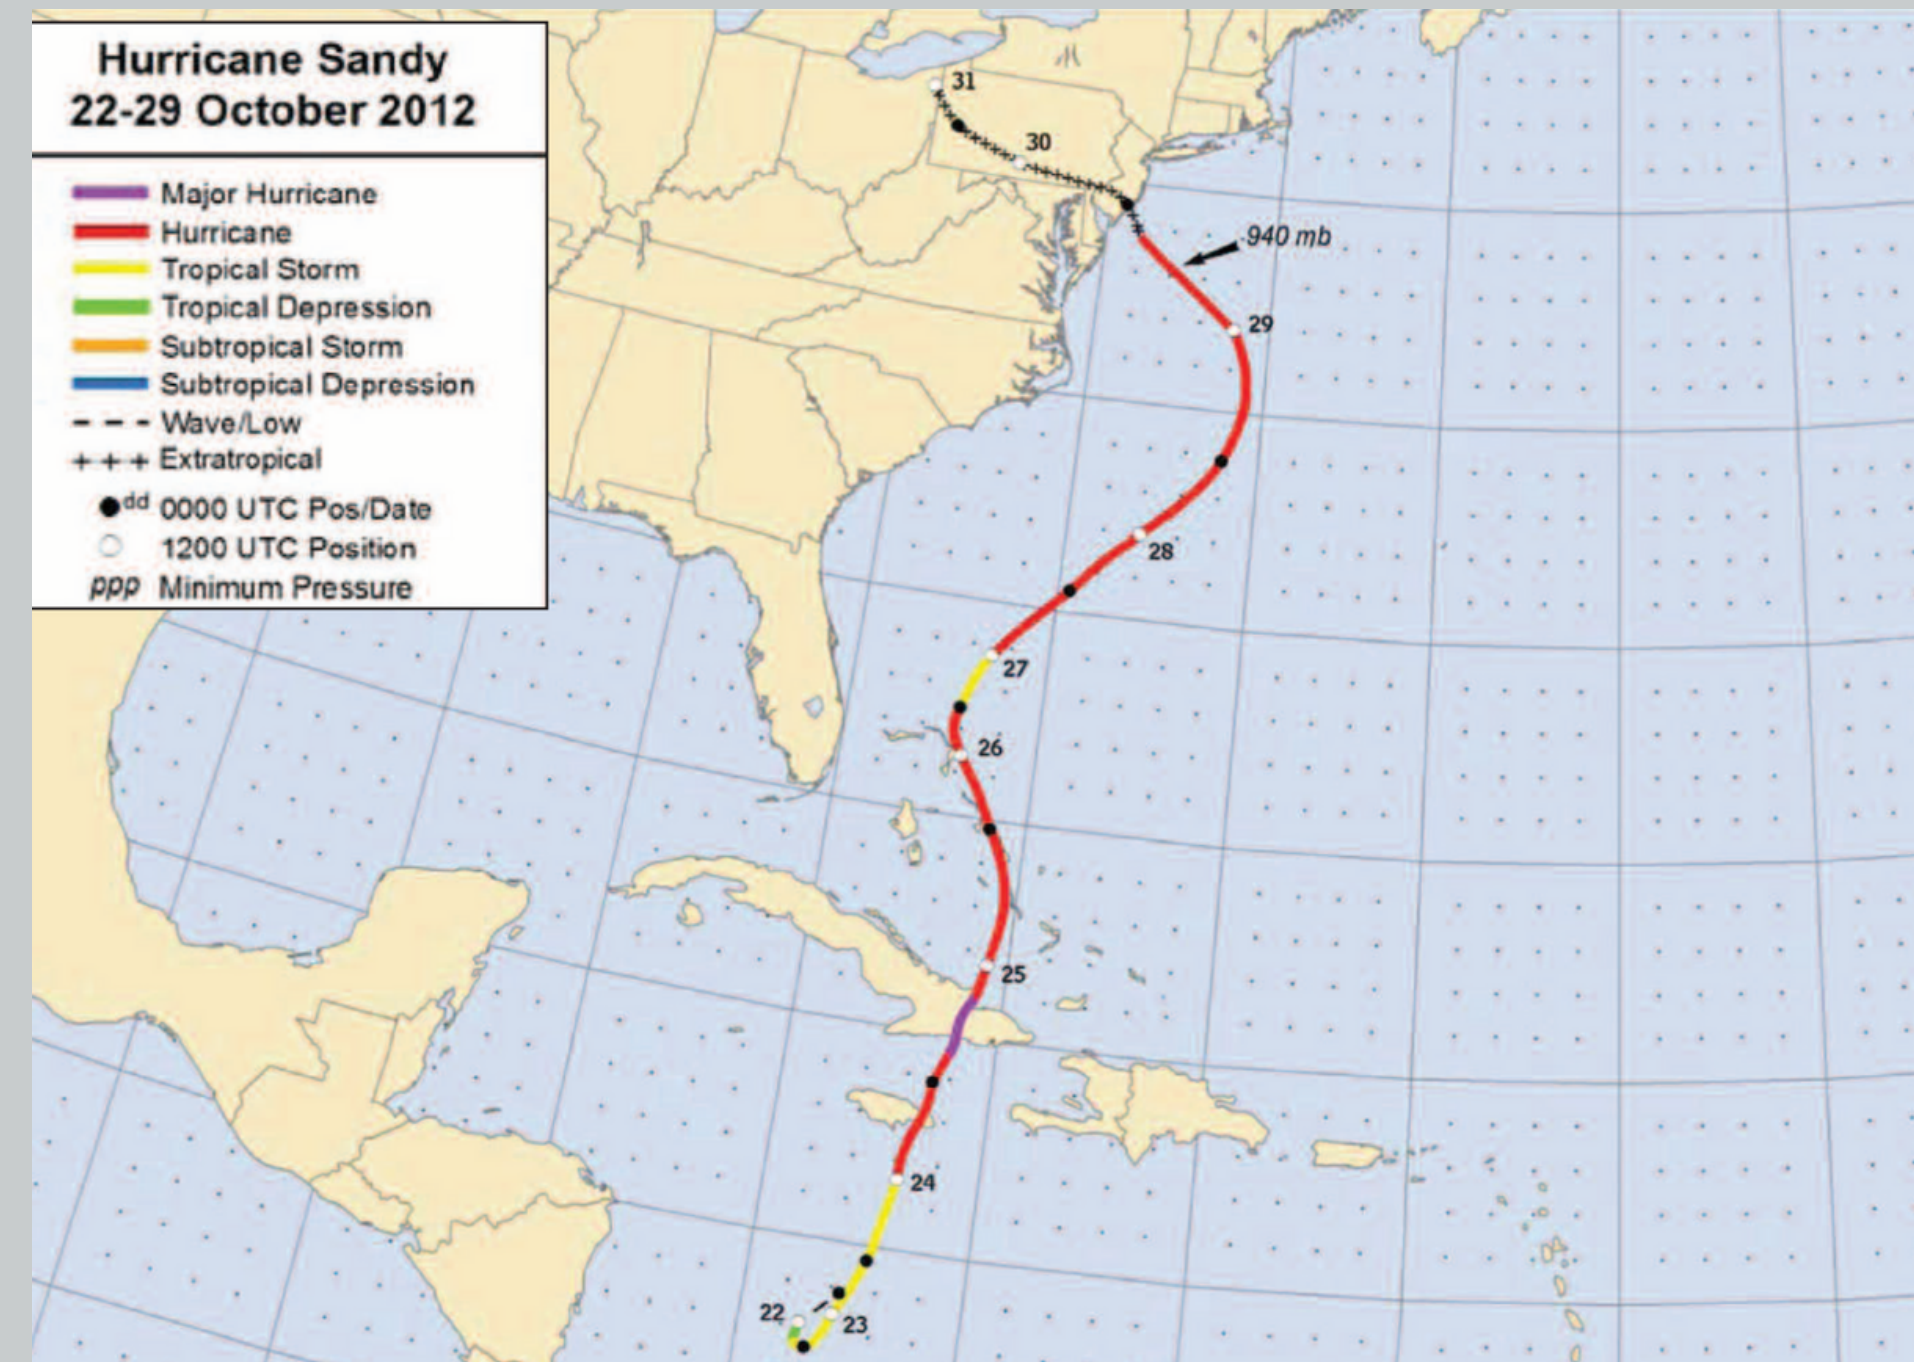 Hurricane Sandy
22-29 October 2012
Major Hurricane
Hurricane
Tropical Storm
Tropical Depression
Subtropical Storm
Subtropical Depression
Wave/Low
+++ Extratropical
dd 0000 UTC Pos/Date
1200 UTC Position
ppp Minimum Pressure
31
30
940 mb
29
28
27
26
25
24
22
23